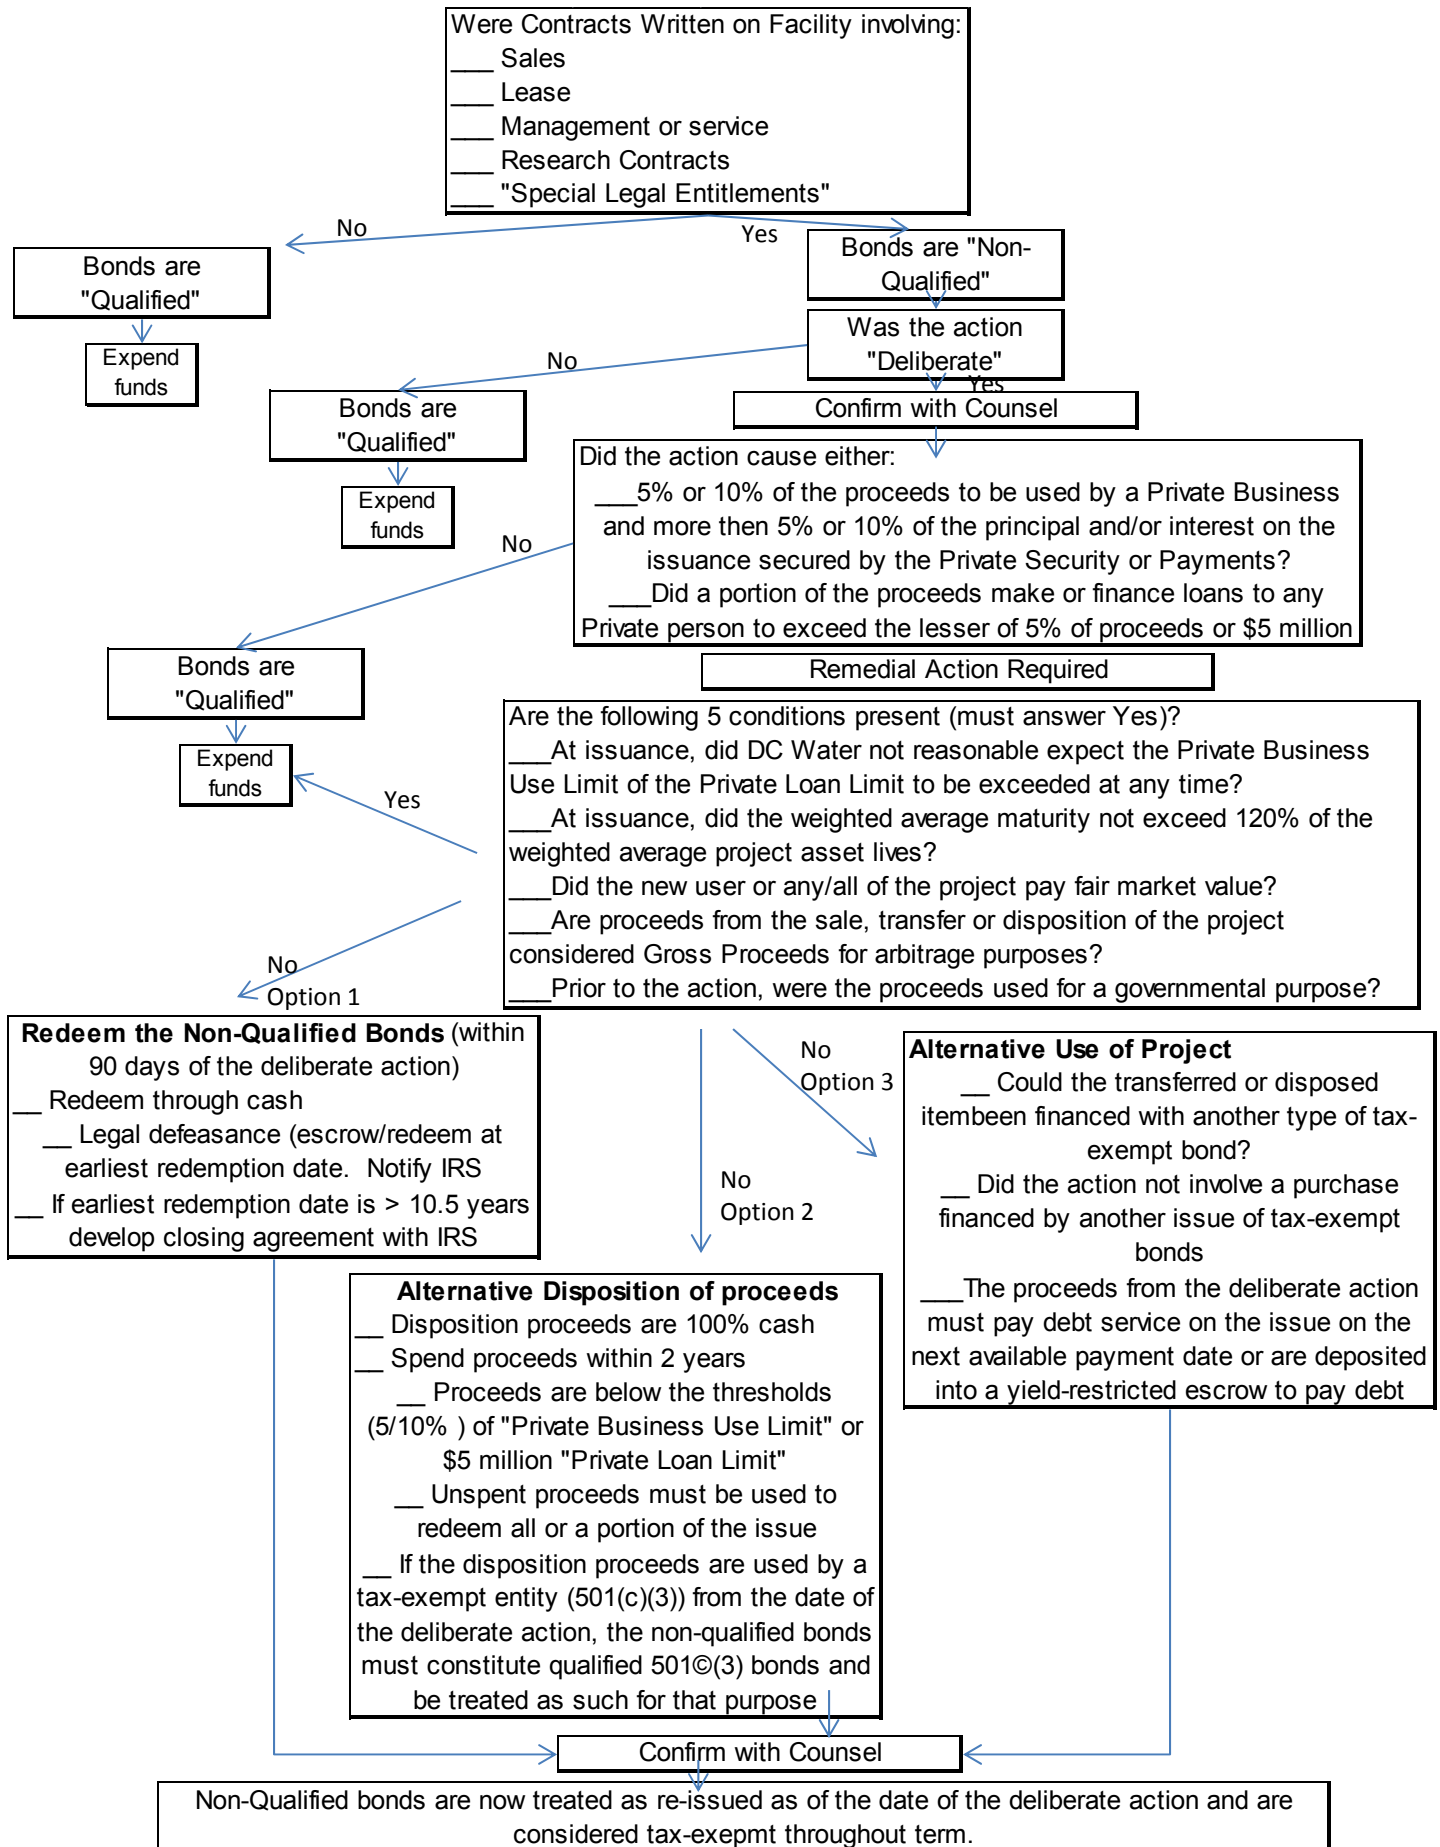 Were Contracts Written on Facility involving:
___ Sales
___ Lease
___ Management or service
___ Research Contracts
___ "Special Legal Entitlements"
No
Yes
Bonds are
"Qualified"
Expend
funds
Bonds are "Non-
Qualified"
Was the action
"Deliberate"
No
Yes
Bonds are
"Qualified"
Expend
funds
Confirm with Counsel
Did the action cause either:
___5% or 10% of the proceeds to be used by a Private Business
and more then 5% or 10% of the principal and/or interest on the
issuance secured by the Private Security or Payments?
___Did a portion of the proceeds make or finance loans to any
Private person to exceed the lesser of 5% of proceeds or $5 million
No
Bonds are
"Qualified"
Expend
funds
Remedial Action Required
Are the following 5 conditions present (must answer Yes)?
___At issuance, did DC Water not reasonable expect the Private Business
Use Limit of the Private Loan Limit to be exceeded at any time?
___At issuance, did the weighted average maturity not exceed 120% of the
weighted average project asset lives?
___Did the new user or any/all of the project pay fair market value?
___Are proceeds from the sale, transfer or disposition of the project
considered Gross Proceeds for arbitrage purposes?
___Prior to the action, were the proceeds used for a governmental purpose?
Yes
No
Option 1
Redeem the Non-Qualified Bonds (within
90 days of the deliberate action)
__ Redeem through cash
__ Legal defeasance (escrow/redeem at
earliest redemption date.  Notify IRS
__ If earliest redemption date is > 10.5 years
develop closing agreement with IRS
No
Option 2
Alternative Disposition of proceeds
__ Disposition proceeds are 100% cash
__ Spend proceeds within 2 years
__ Proceeds are below the thresholds
(5/10% ) of "Private Business Use Limit" or
$5 million "Private Loan Limit"
__ Unspent proceeds must be used to
redeem all or a portion of the issue
__ If the disposition proceeds are used by a
tax-exempt entity (501(c)(3)) from the date of
the deliberate action, the non-qualified bonds
must constitute qualified 501©(3) bonds and
be treated as such for that purpose
No
Option 3
Alternative Use of Project
__ Could the transferred or disposed
itembeen financed with another type of tax-
exempt bond?
__ Did the action not involve a purchase
financed by another issue of tax-exempt
bonds
___The proceeds from the deliberate action
must pay debt service on the issue on the
next available payment date or are deposited
into a yield-restricted escrow to pay debt
Confirm with Counsel
Non-Qualified bonds are now treated as re-issued as of the date of the deliberate action and are
considered tax-exepmt throughout term.